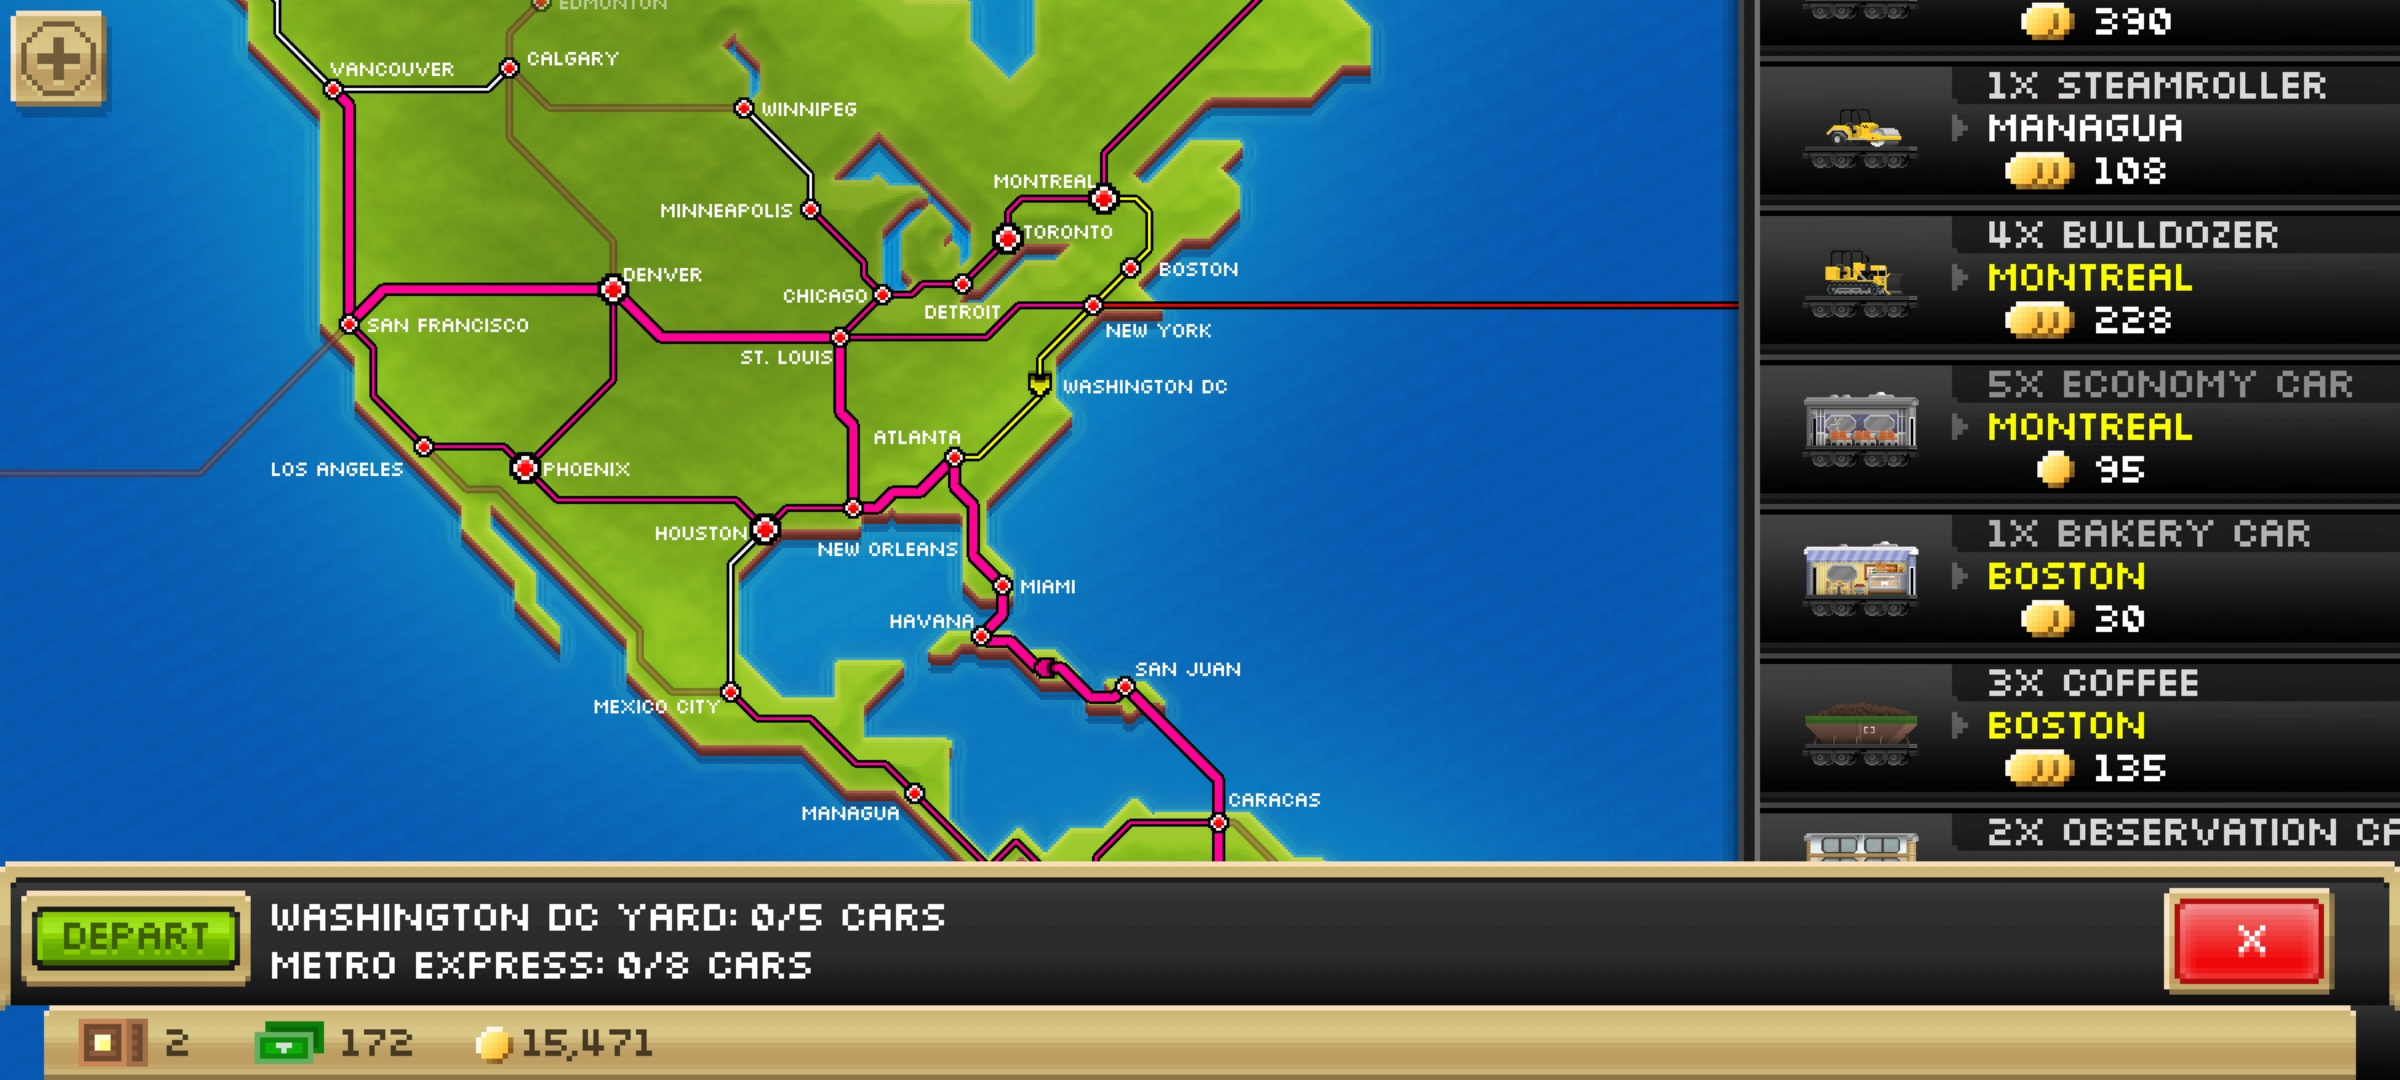 EDMONTON
VANCOUVER
CALGARY
WINNIPEG
MONTREAL
MINNEAPOLIS
TORONTO
DENVER
BOSTON
CHICAGO
DETROIT
SAN FRANCISCO
NEW YORK
ST. LOUIS
WASHINGTON DC
ATLANTA
LOS ANGELES
PHOENIX
HOUSTON
NEW ORLEANS
MIAMI
HAVANA
SAN JUAN
MEXICO CITY
MANAGUA
CARACAS
390
1X STEAMROLLER
MANAGUA
108
4X BULLDOZER
MONTREAL
228
5X ECONOMY CAR
MONTREAL
95
1X BAKERY CAR
BOSTON
30
3X COFFEE
BOSTON
135
2X OBSERVATION CA
DEPART
WASHINGTON DC YARD: 0/5 CARS
METRO EXPRESS: 0/8 CARS
X
2
172
15,471